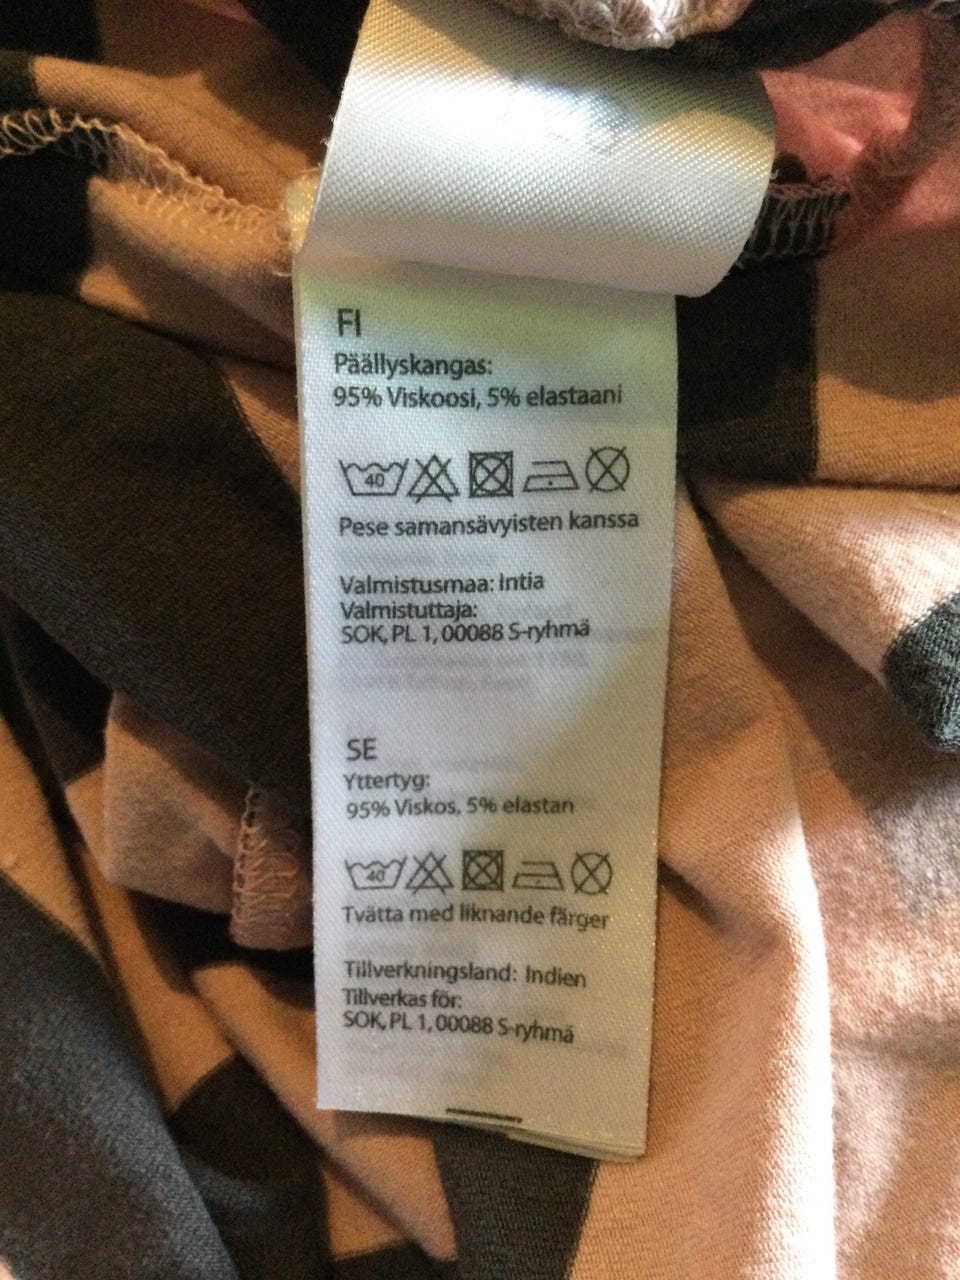 FI
Päällyskangas:
95% Viskoosi, 5% elastaani
40
Pese samansävyisten kanssa
Valmistusmaa: Intia
Valmistuttaja:
SOK, PL 1, 00088 S-ryhmä
SE
Yttertyg:
95% Viskos, 5% elastan
40
Tvätta med liknande färger
Tillverkningsland: Indien
Tillverkas för:
SOK, PL 1, 00088 S-ryhmä